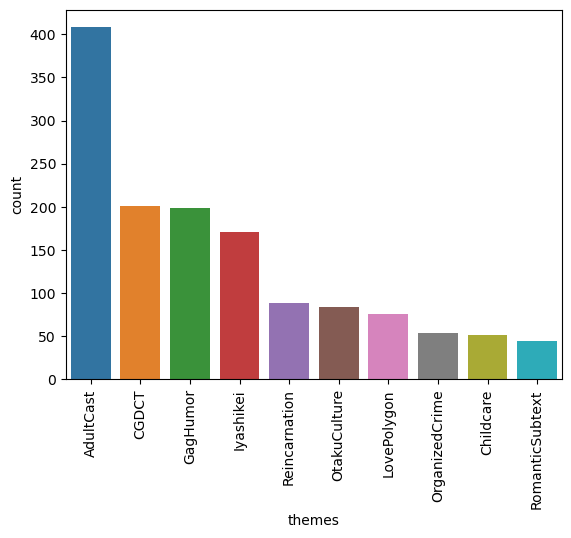 400
350
300
250
200
150
100
50
0
count
AdultCast
CGDCT
GagHumor
Iyashikei
Reincarnation
OtakuCulture
LovePolygon
OrganizedCrime
Childcare
RomanticSubtext
themes